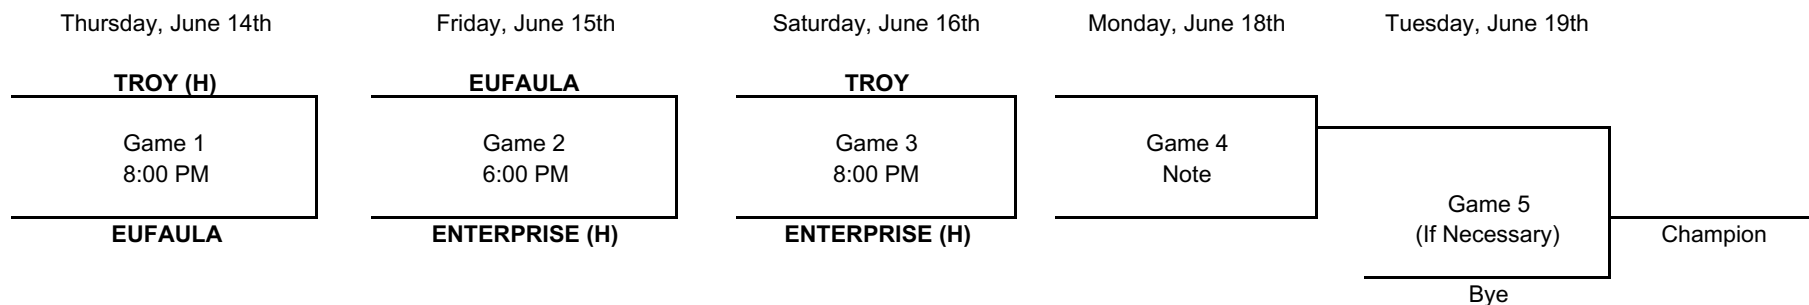 Thursday, June 14th
Friday, June 15th
Saturday, June 16th
Monday, June 18th
Tuesday, June 19th
TROY (H)
EUFAULA
TROY
Game 1
8:00 PM
Game 2
6:00 PM
Game 3
8:00 PM
Game 4
Note
Game 5
(If Necessary)
EUFAULA
ENTERPRISE (H)
ENTERPRISE (H)
Champion
Bye